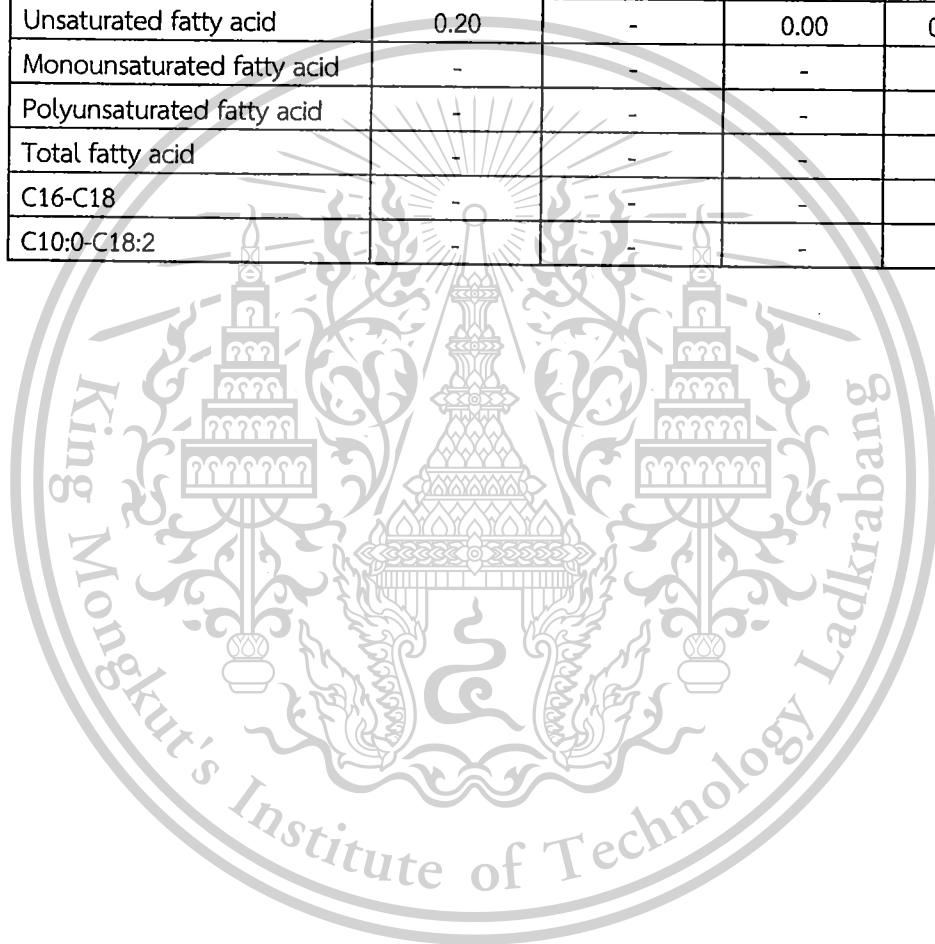 Unsaturated fatty acid 0.20 - 0.00
Monounsaturated fatty acid - - -
Polyunsaturated fatty acid - - -
Total fatty acid - - -
C16-C18 - - -
C10:0-C18:2 - - -
King Mongkut's Institute of Technology Ladkrabang